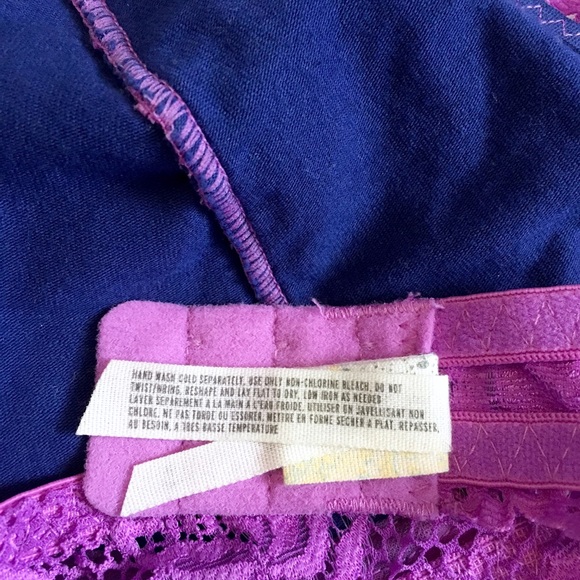 HAND WASH COLD SEPARATELY, USE ONLY NON-CHLORINE BLEACH. DO NOT
TWIST/WRING, RESHAPE AND LAY FLAT TO DRY, LOW IRON AS NEEDED
LAVER SEPAREMENT A LA MAIN A L'EAU FROIDE. UTILISER ON JAVELLISANT NON
CHLORE. NE PAS TORDE OU ESSORER. METTRE EN FORME SECHER A PLAT, REPASSER,
AU BESOIN, A TRES BASSE TEMPERATURE